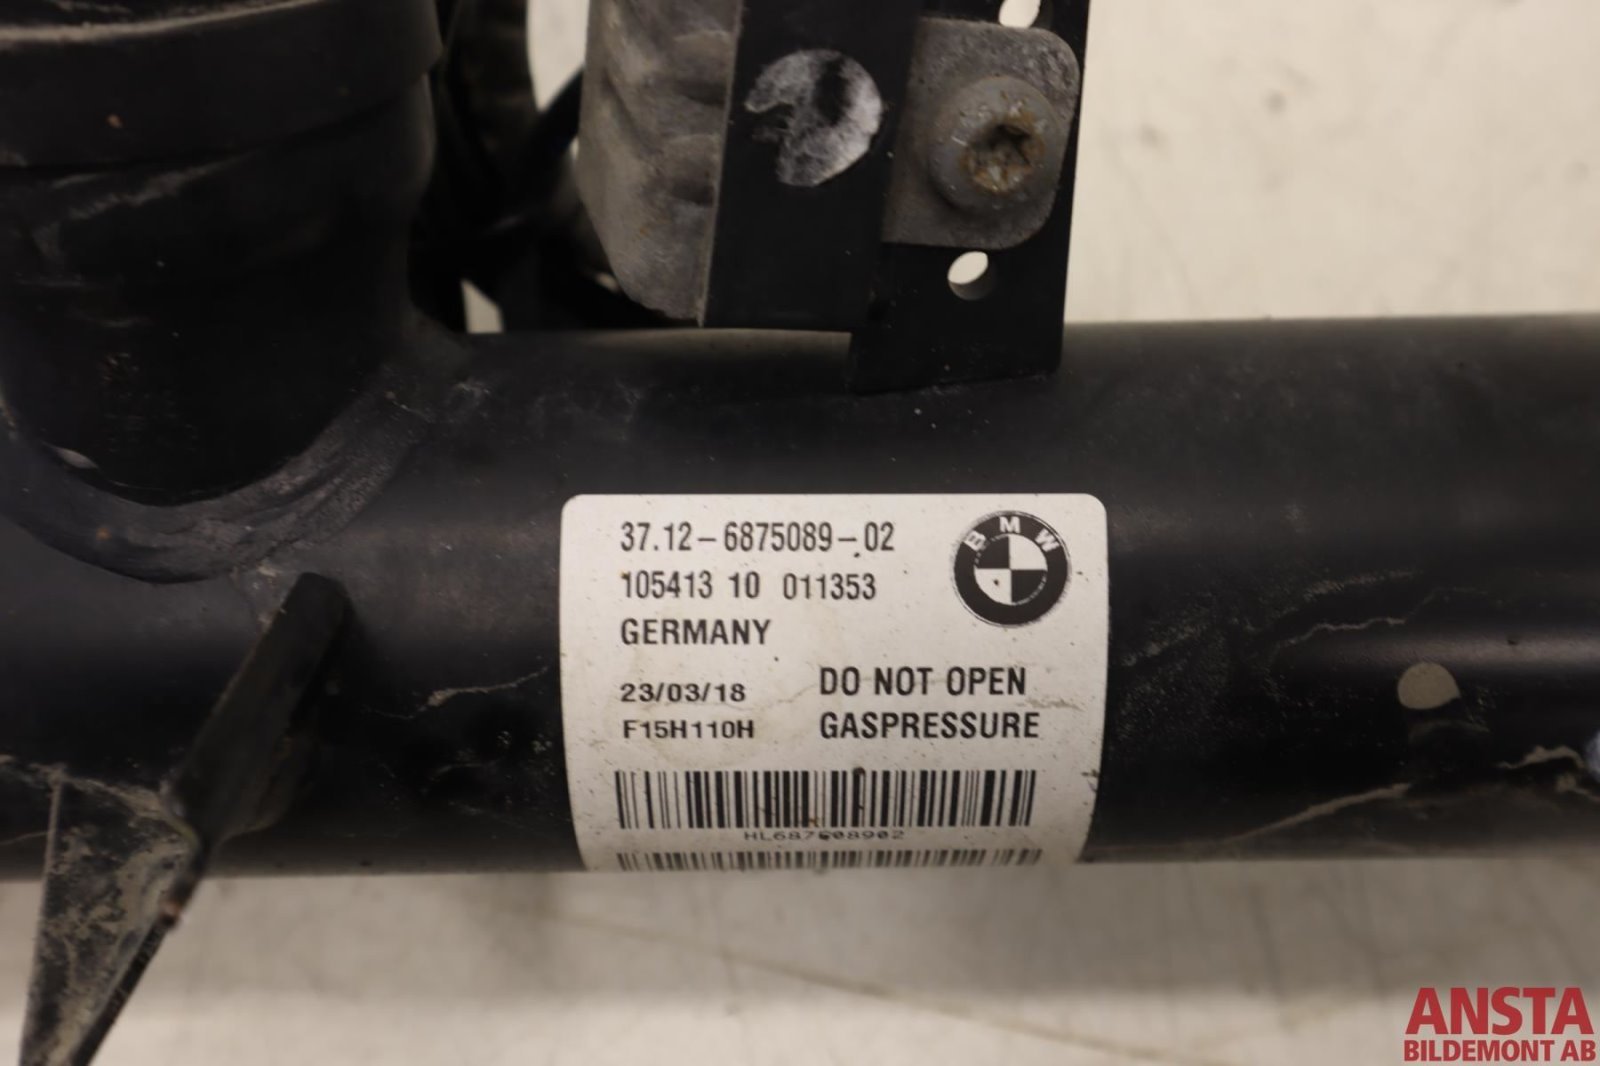 37.12-6875089-02
105413 10 011353
GERMANY
23/03/18
F15H110H
DO NOT OPEN
GASPRESSURE
BMW
HL687508902
ANSTA
BILDEMONT AB